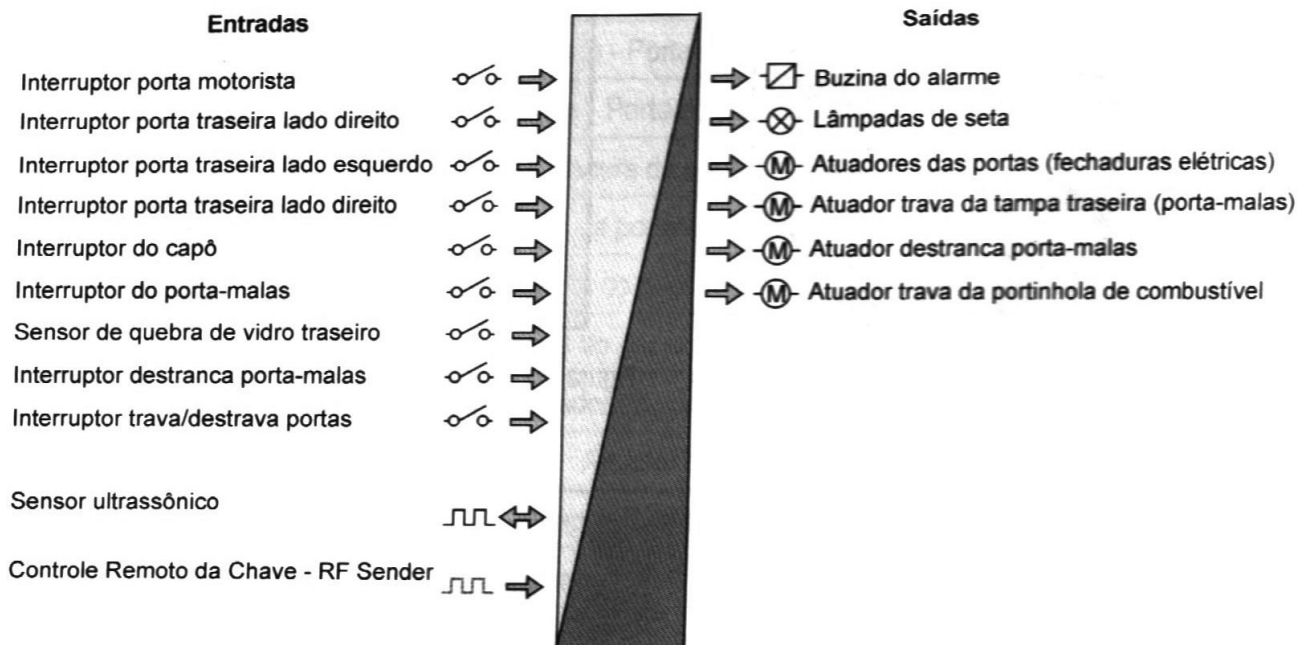 Entradas
Interruptor porta motorista
Interruptor porta traseira lado direito
Interruptor porta traseira lado esquerdo
Interruptor porta traseira lado direito
Interruptor do capô
Interruptor do porta-malas
Sensor de quebra de vidro traseiro
Interruptor destranca porta-malas
Interruptor trava/destrava portas
Sensor ultrassônico
Controle Remoto da Chave - RF Sender
Saídas
Buzina do alarme
Lâmpadas de seta
M Atuadores das portas (fechaduras elétricas)
M Atuador trava da tampa traseira (porta-malas)
M Atuador destranca porta-malas
M Atuador trava da portinhola de combustível